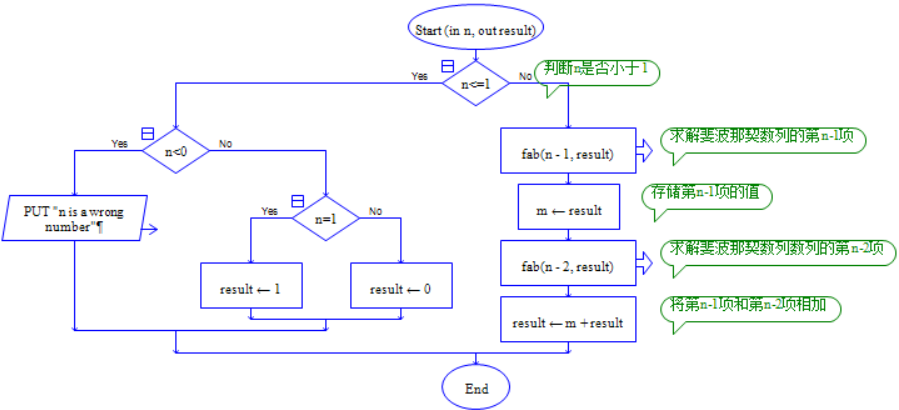 Start (in n, out result)
Yes
n<=1
No
判断n是否小于1
Yes
n<0
No
fab(n - 1, result)
求解斐波那契数列的第n-1项
PUT "n is a wrong
number"¶
Yes
n=1
No
m ← result
存储第n-1项的值
fab(n - 2, result)
求解斐波那契数列数列的第n-2项
result ← 1
result ← 0
result ← m + result
将第n-1项和第n-2项相加
End